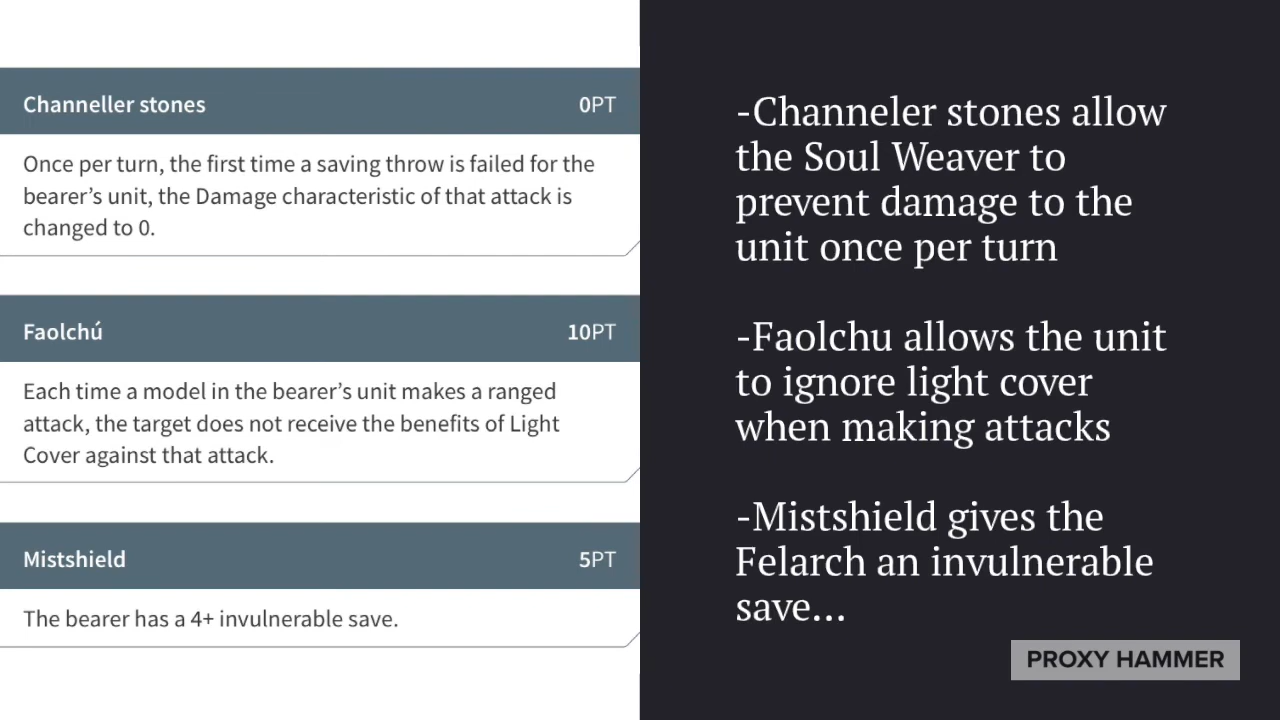 Channeller stones 0PT
Once per turn, the first time a saving throw is failed for the
bearer’s unit, the Damage characteristic of that attack is
changed to 0.
Faolchú 10PT
Each time a model in the bearer’s unit makes a ranged
attack, the target does not receive the benefits of Light
Cover against that attack.
Mistshield 5PT
The bearer has a 4+ invulnerable save.
-Channeler stones allow
the Soul Weaver to
prevent damage to the
unit once per turn
-Faolchu allows the unit
to ignore light cover
when making attacks
-Mistshield gives the
Felarch an invulnerable
save...
PROXY HAMMER